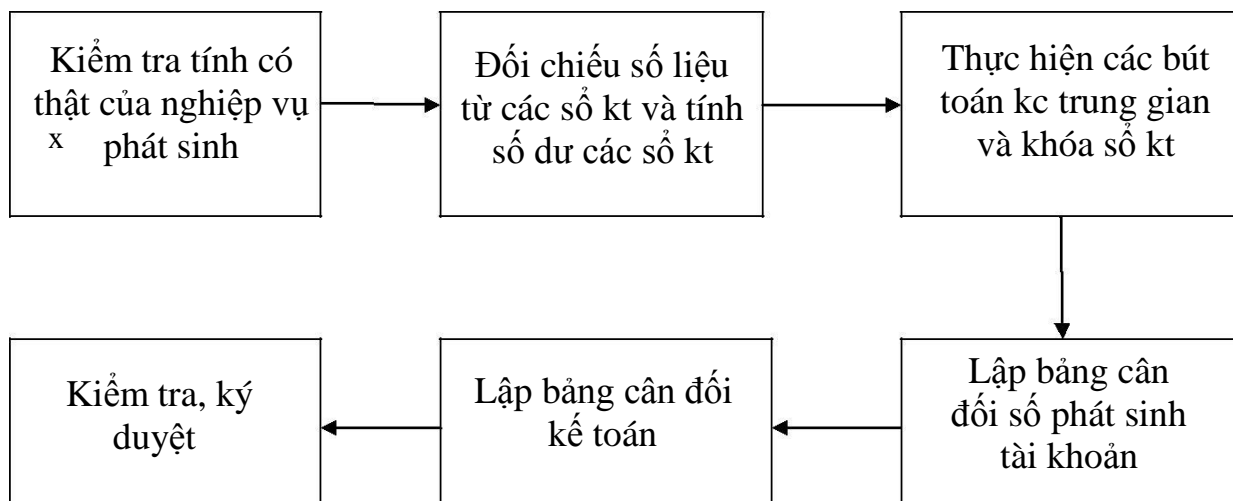 Kiểm tra tính có
thật của nghiệp vụ
x phát sinh
Đối chiếu số liệu
từ các sổ kt và tính
số dư các sổ kt
Thực hiện các bút
toán kc trung gian
và khóa sổ kt
Lập bảng cân
đối số phát sinh
tài khoản
Lập bảng cân đối
kế toán
Kiểm tra, ký
duyệt